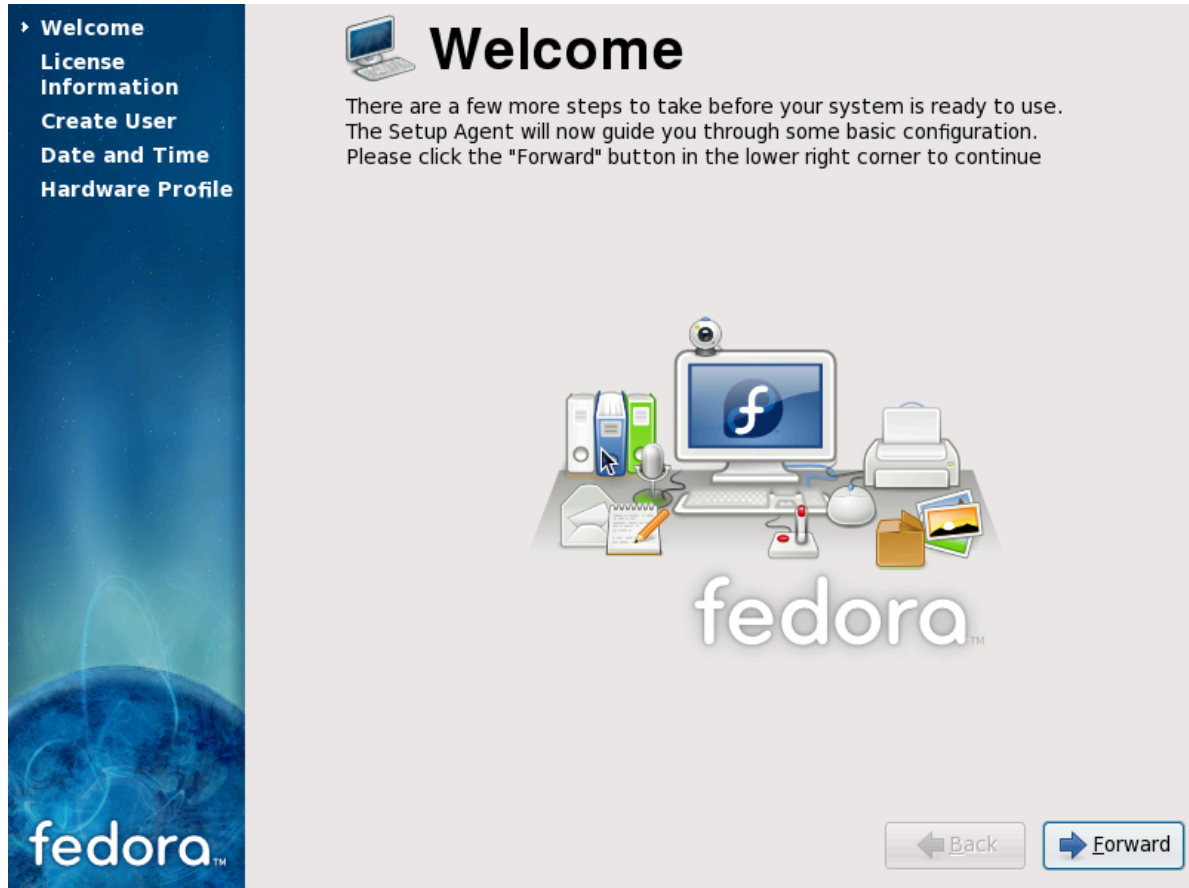 Welcome
License
Information
Create User
Date and Time
Hardware Profile
Welcome
There are a few more steps to take before your system is ready to use.
The Setup Agent will now guide you through some basic configuration.
Please click the "Forward" button in the lower right corner to continue
fedora™
fedora™
Back
Forward